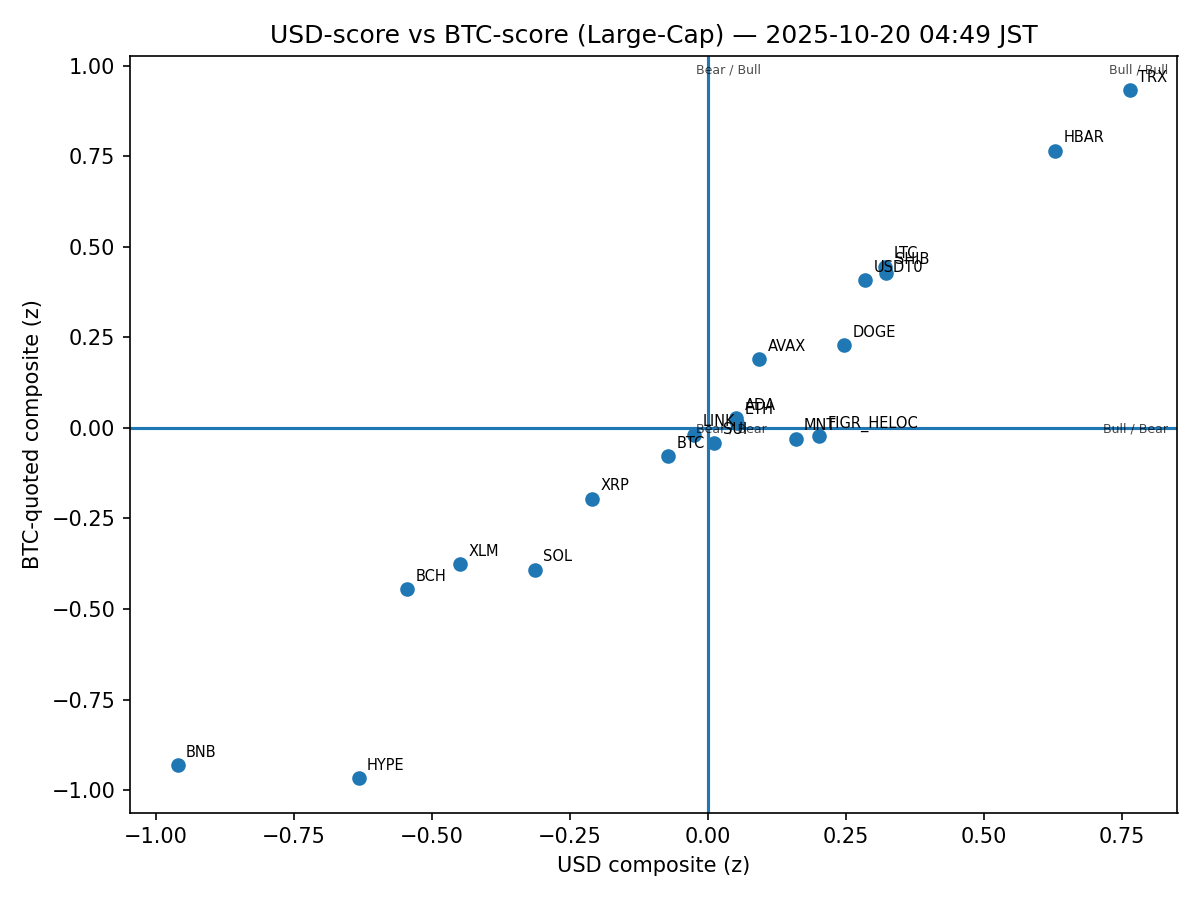 USD-score vs BTC-score (Large-Cap) — 2025-10-20 04:49 JST
Bear / Bull
Bull / Bull
TRX
HBAR
LTC
SHIB
USDT0
DOGE
AVAX
ADA
ETH
LINK
SUI
Bear / Bear
MNT
FIGR_HELOC
Bull / Bear
BTC
XRP
XLM
SOL
BCH
BNB
HYPE
1.00
0.75
0.50
0.25
0.00
−0.25
−0.50
−0.75
−1.00
BTC-quoted composite (z)
−1.00
−0.75
−0.50
−0.25
0.00
0.25
0.50
0.75
USD composite (z)